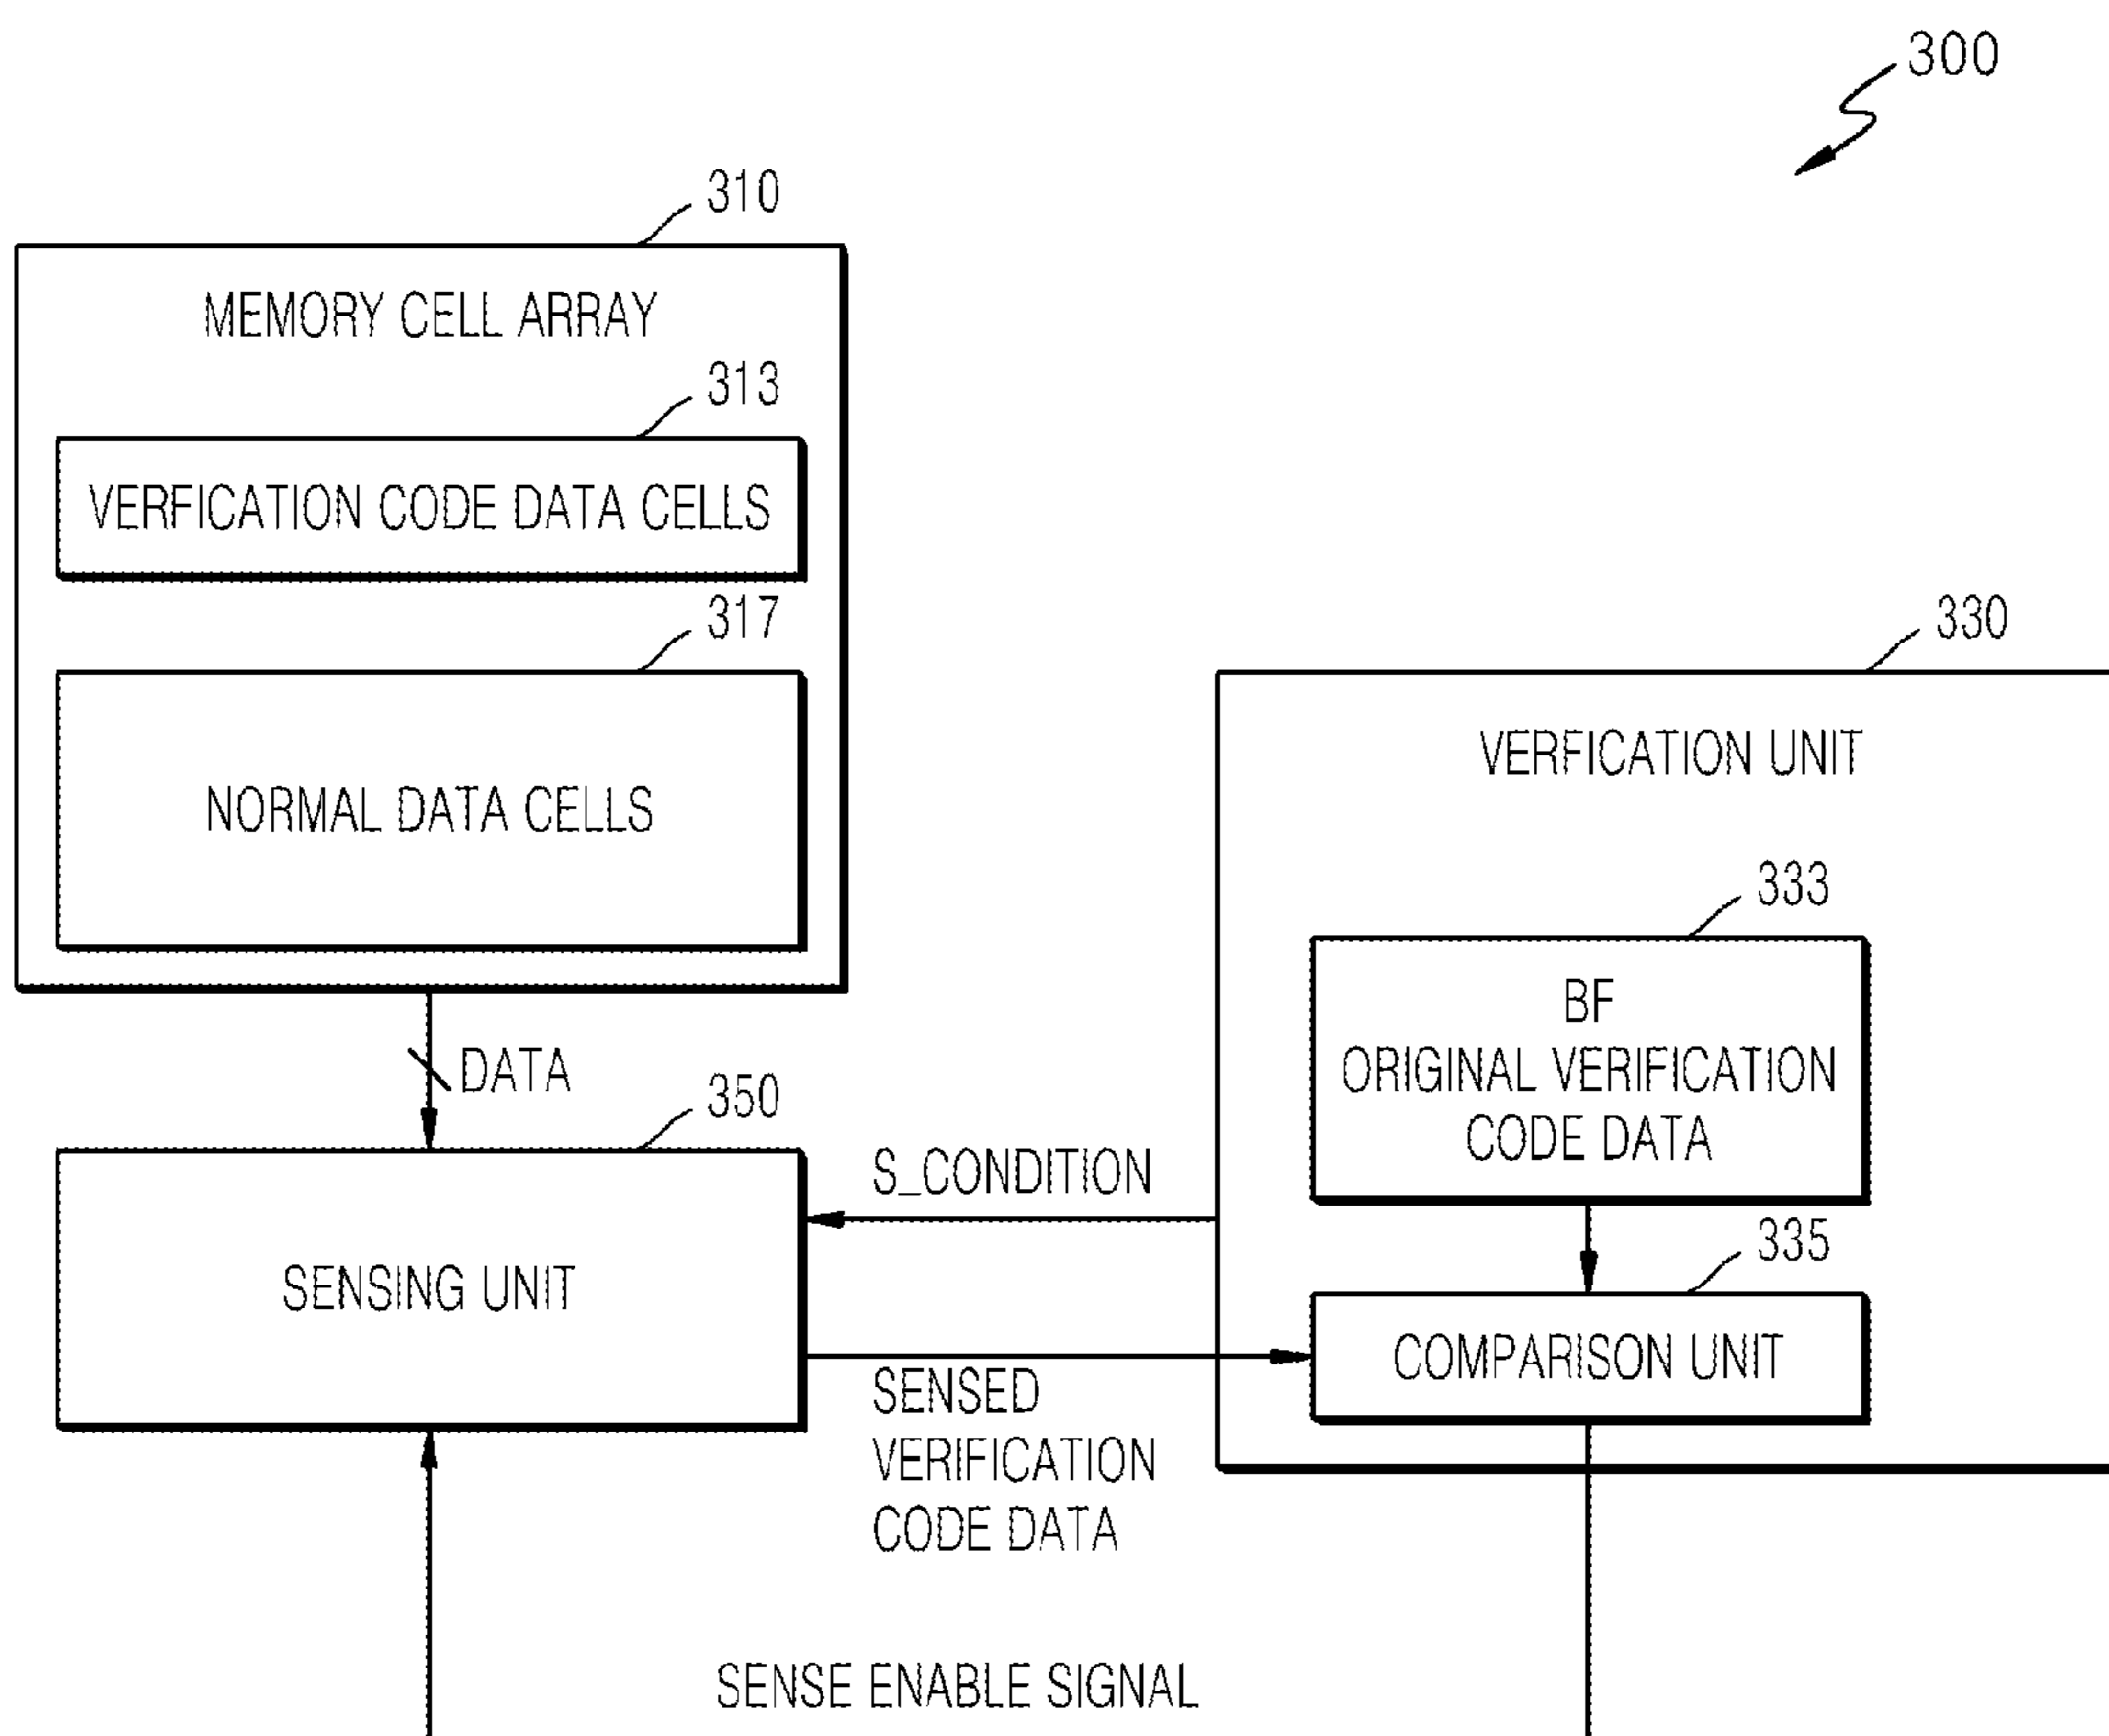 300
310
MEMORY CELL ARRAY
313
VERFICATION CODE DATA CELLS
317
NORMAL DATA CELLS
330
VERFICATION UNIT
333
BF
ORIGINAL VERIFICATION
CODE DATA
DATA
350
S_CONDITION
335
SENSING UNIT
COMPARISON UNIT
SENSED
VERIFICATION
CODE DATA
SENSE ENABLE SIGNAL